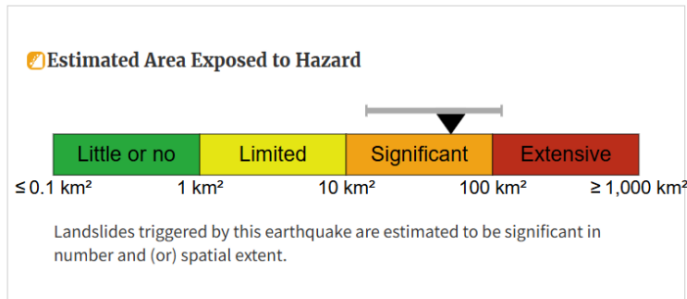 Estimated Area Exposed to Hazard
Little or no Limited Significant Extensive
≤ 0.1 km² 1 km² 10 km² 100 km² ≥ 1,000 km²
Landslides triggered by this earthquake are estimated to be significant in
number and (or) spatial extent.